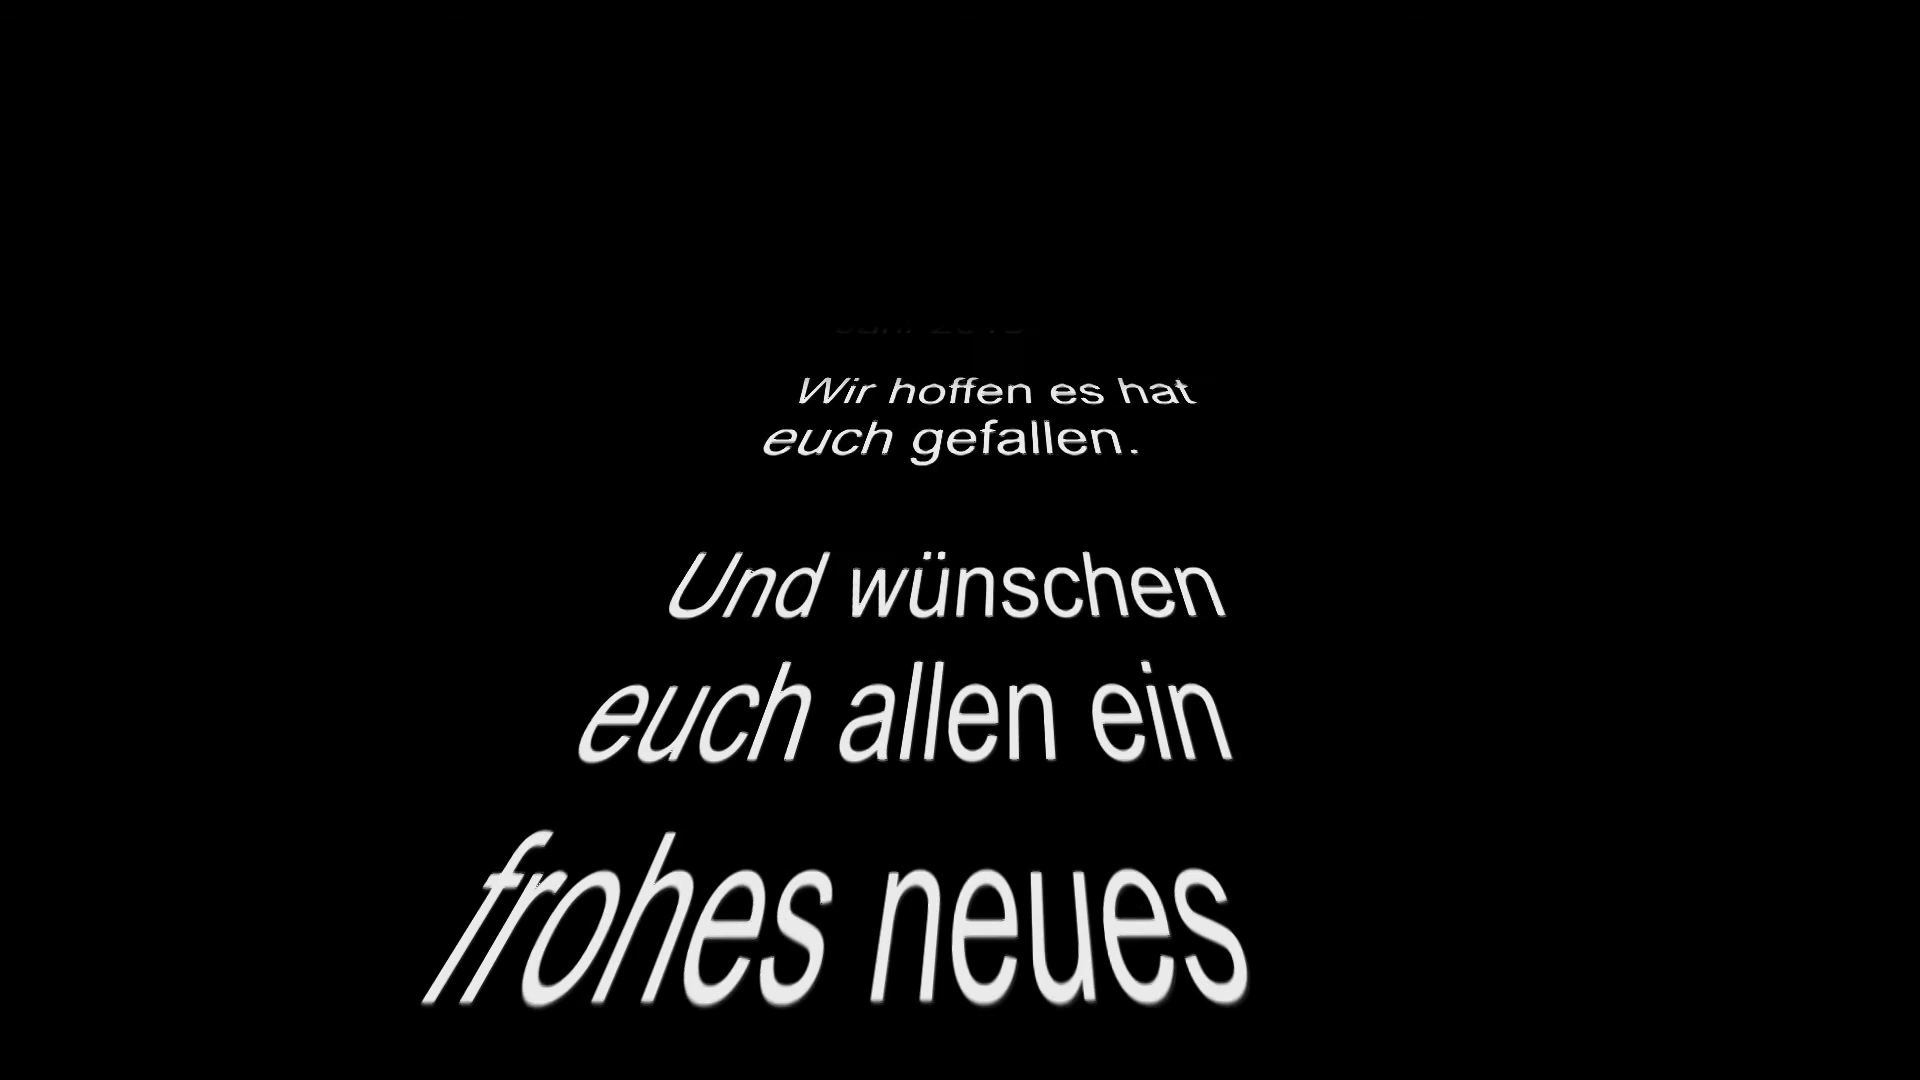 Wir hoffen es hat
euch gefallen.
Und wünschen
euch allen ein
frohes neues